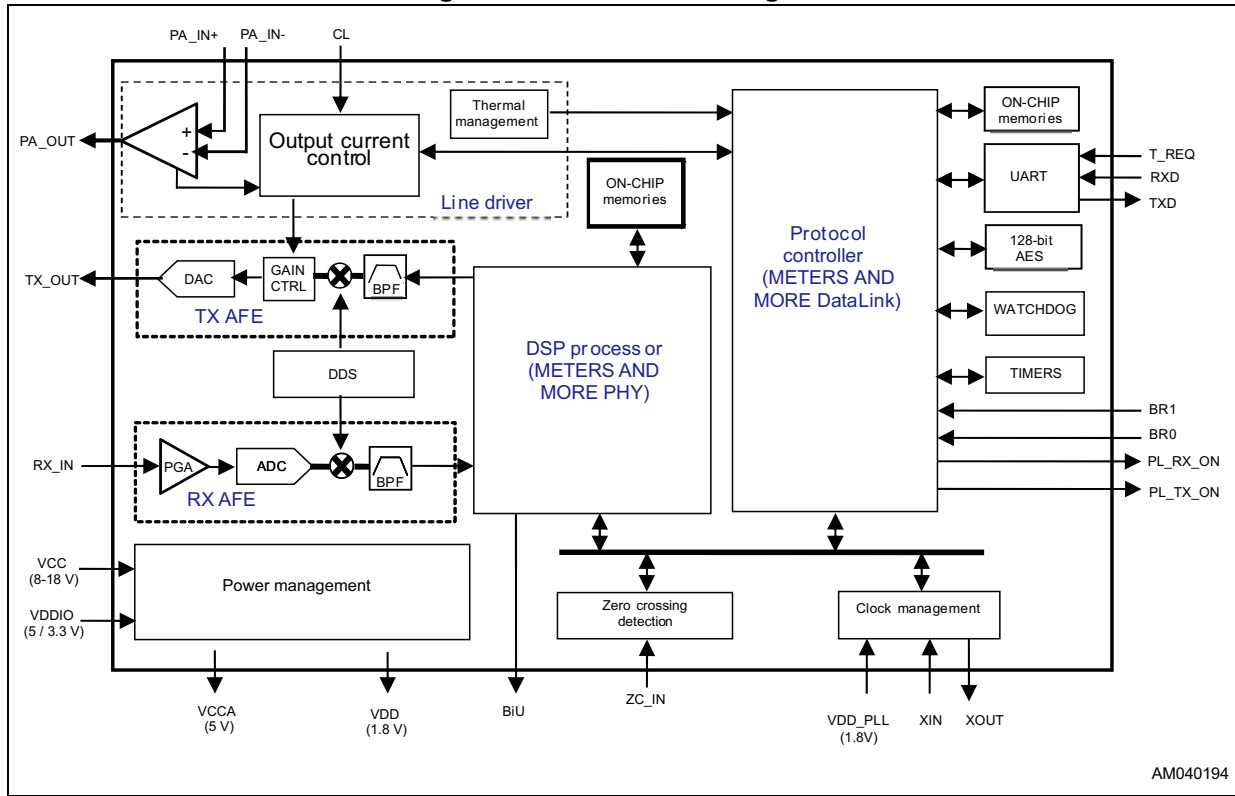 PA_IN+
PA_IN-
CL
PA_OUT
+
-
Output current
control
Thermal
management
Line driver
ON-CHIP
memories
Protocol
controller
(METERS AND
MORE DataLink)
ON-CHIP
memories
UART
T_REQ
RXD
TXD
128-bit
AES
WATCHDOG
TIMERS
BR1
BR0
PL_RX_ON
PL_TX_ON
TX_OUT
DAC
GAIN
CTRL
BPF
TX AFE
DDS
DSP process or
(METERS AND
MORE PHY)
RX_IN
PGA
ADC
BPF
RX AFE
VCC
(8-18 V)
VDDIO
(5 / 3.3 V)
Power management
Zero crossing
detection
Clock management
VCCA
(5 V)
VDD
(1.8 V)
BiU
ZC_IN
VDD_PLL
(1.8V)
XIN
XOUT
AM040194